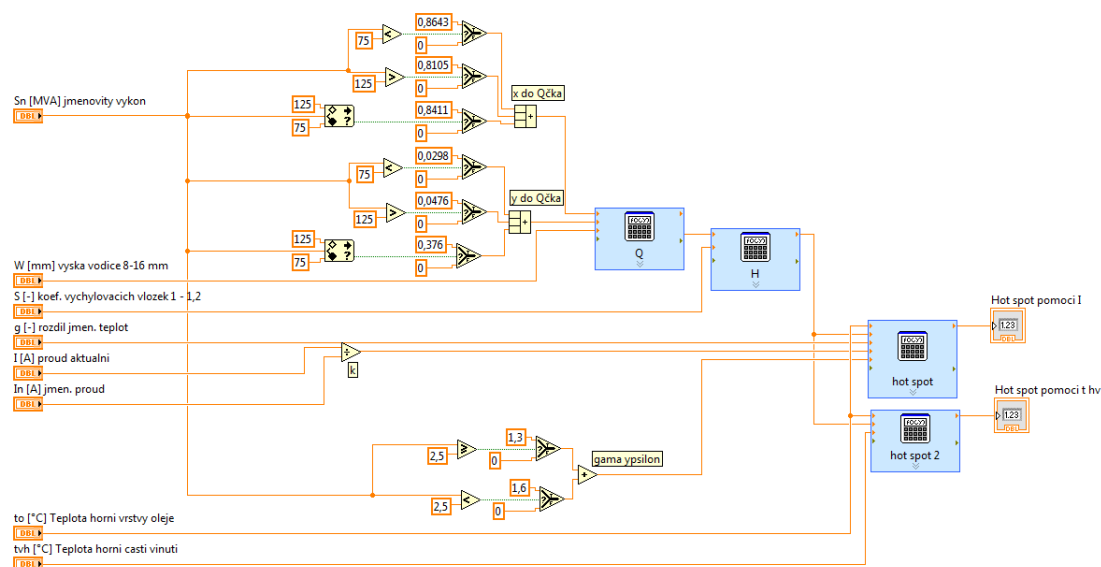 0,8643
<
75
0
0,8105
>
125
0
x do Qčka
Sn [MVA] jmenovity vykon
DBL
125
75
0,8411
0
+
0,0298
<
75
0
0,0476
>
125
0
y do Qčka
+
125
75
0,376
0
Q
H
W [mm] vyska vodice 8-16 mm
DBL
S [-] koef. vychylovacich vlozek 1 - 1,2
DBL
g [-] rozdil jmen. teplot
DBL
I [A] proud aktualni
DBL
In [A] jmen. proud
DBL
÷
k
Hot spot pomoci I
1.23
DBL
hot spot
Hot spot pomoci t hv
1.23
DBL
hot spot 2
≥
2,5
1,3
0
gama ypsilon
+
<
2,5
1,6
0
to [°C] Teplota horni vrstvy oleje
DBL
tvh [°C] Teplota horni casti vinuti
DBL